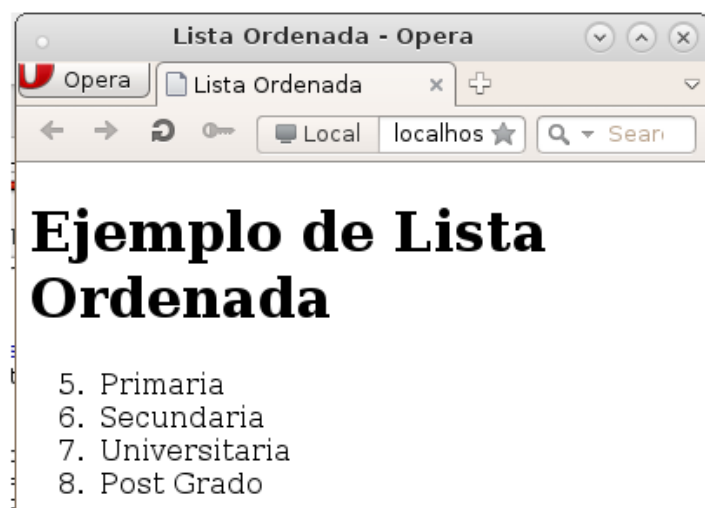 Lista Ordenada - Opera
Opera
Lista Ordenada
Local
localhos
Sear
Ejemplo de Lista
Ordenada
5. Primaria
6. Secundaria
7. Universitaria
8. Post Grado